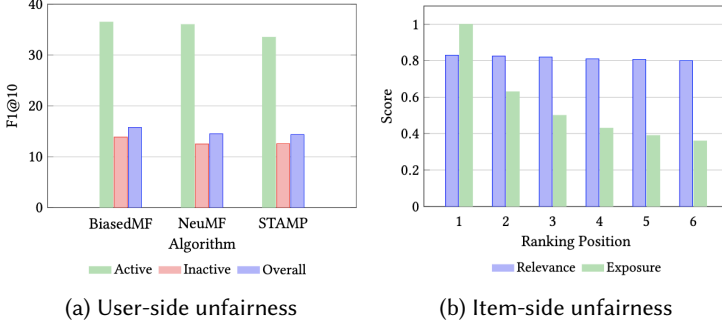 40
30
20
10
0
F1@10
BiasedMF NeuMF STAMP
Algorithm
Active Inactive Overall
(a) User-side unfairness
1
0.8
0.6
0.4
0.2
0
Score
1 2 3 4 5 6
Ranking Position
Relevance Exposure
(b) Item-side unfairness